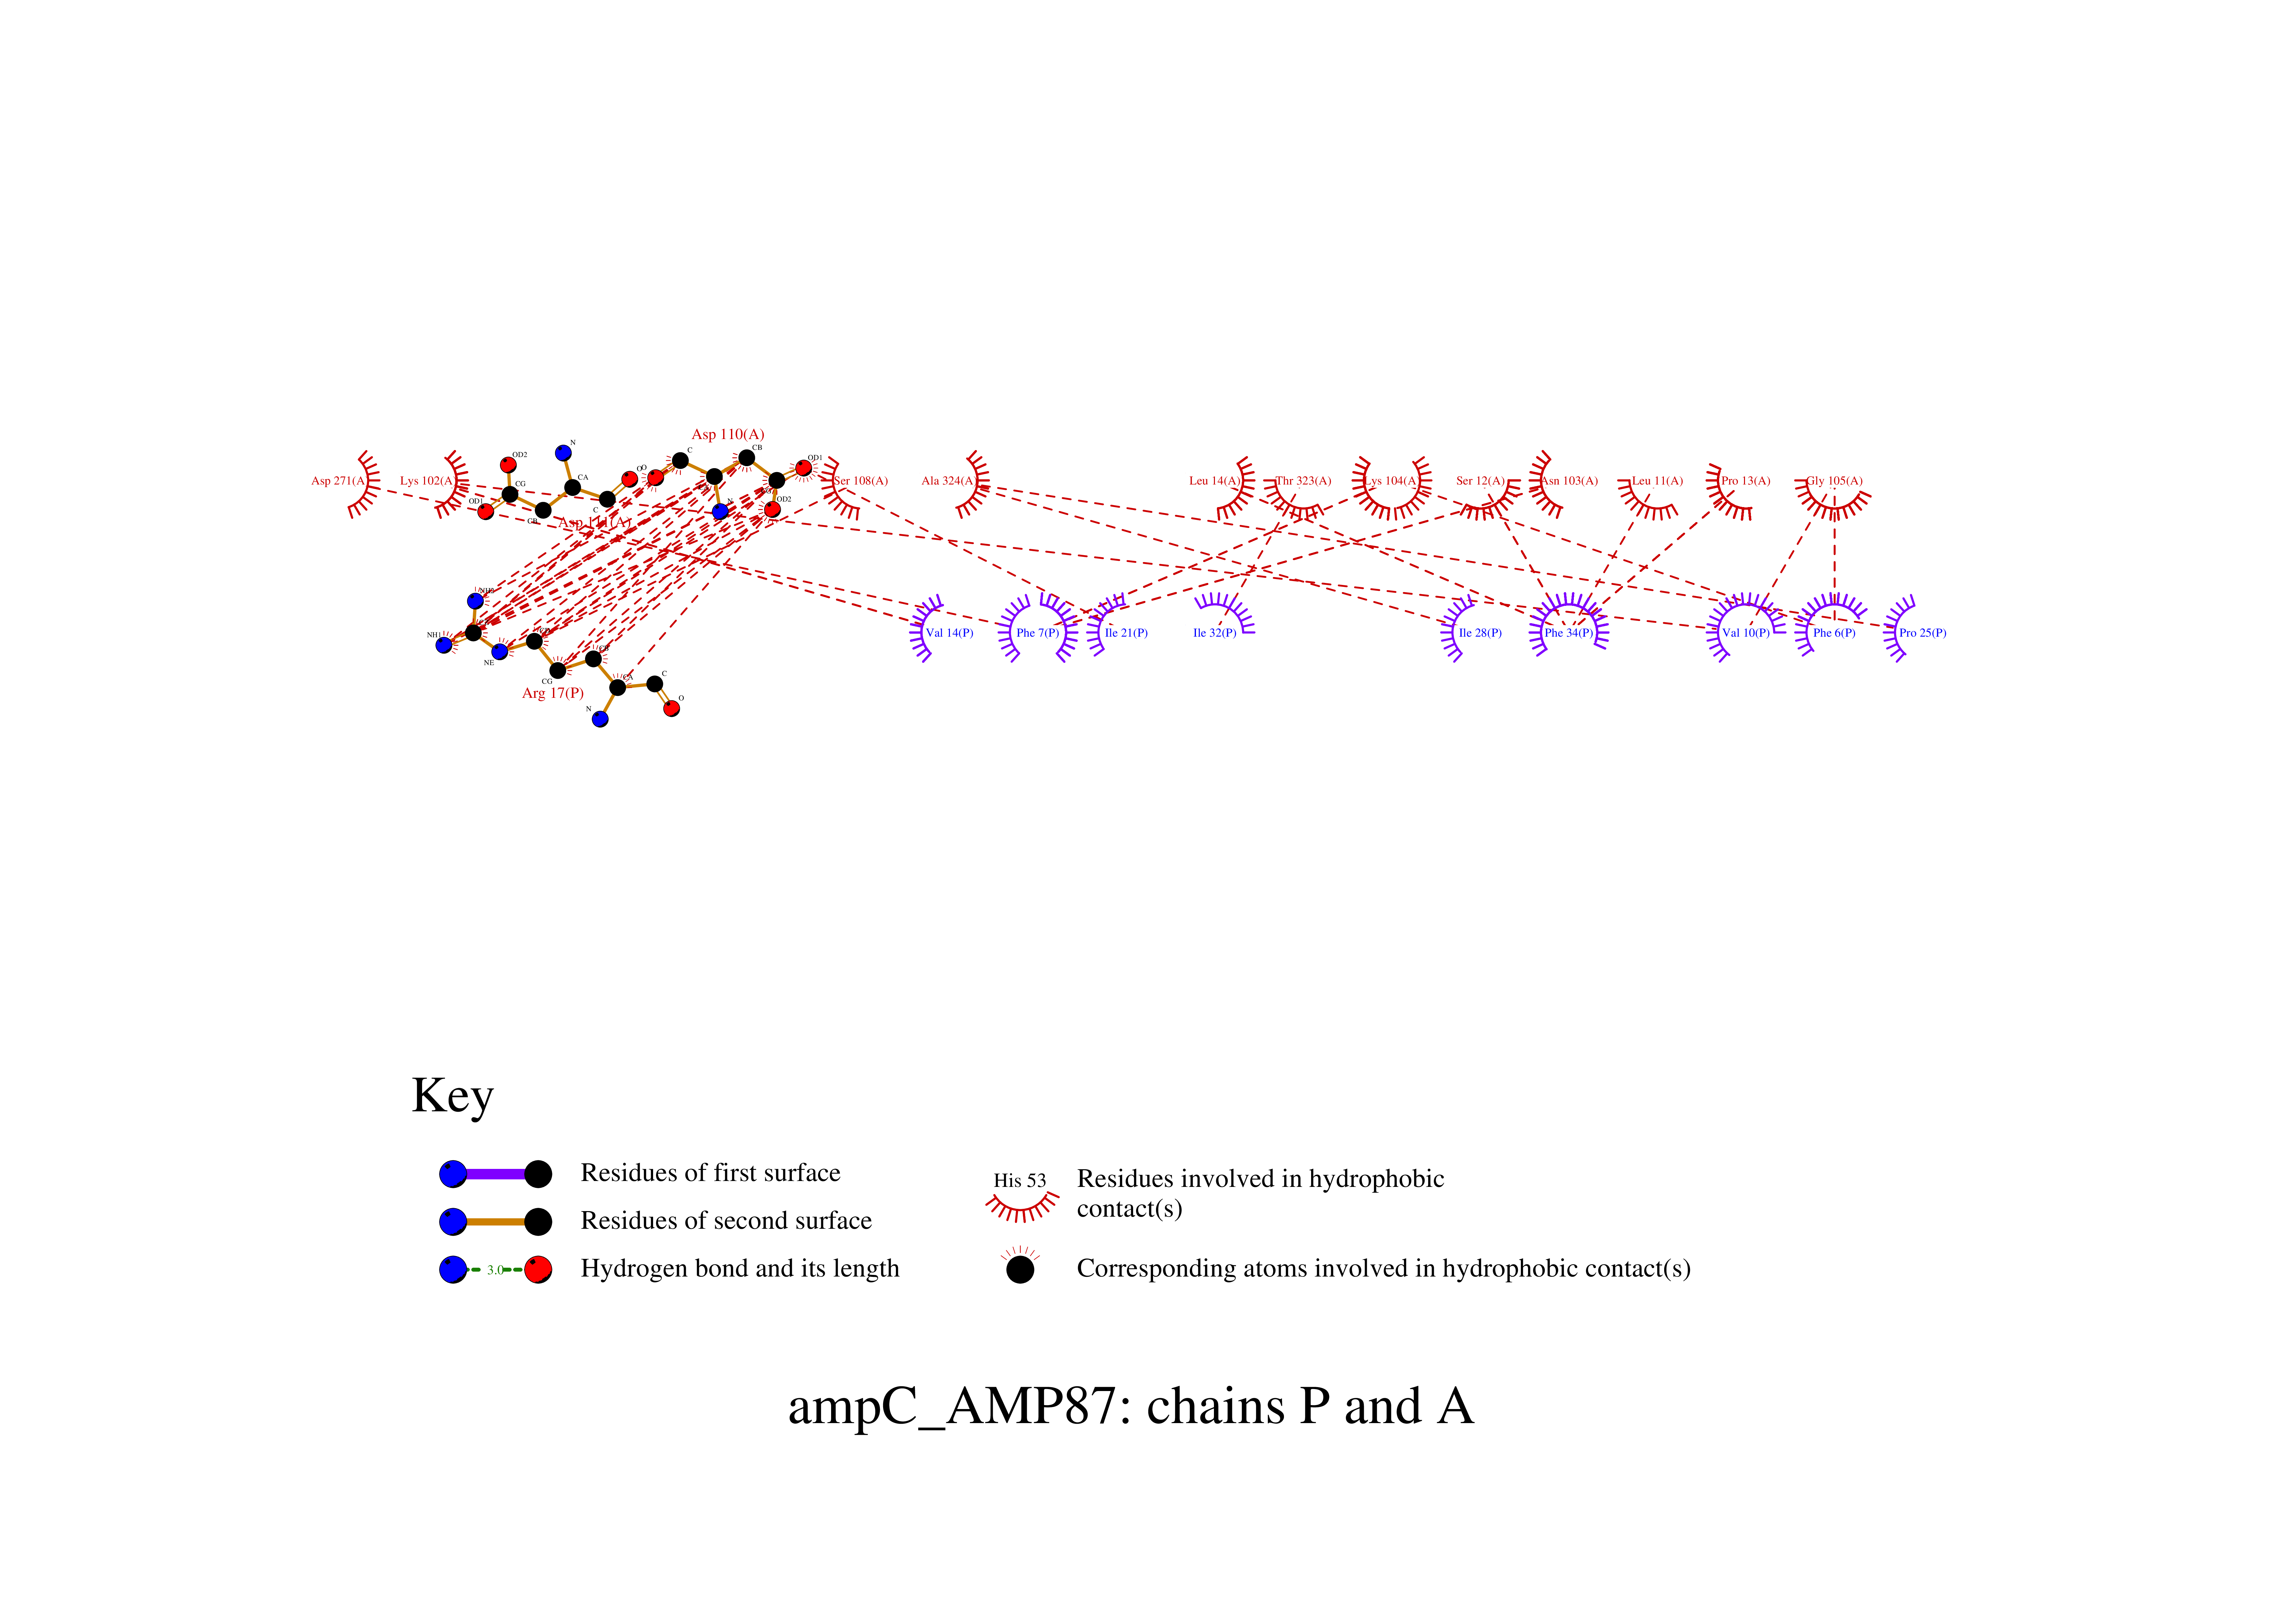 Asp 110(A)
N
C
CB
OD2
OD1
CA
O
O
CG
Asp 271(A)
Lys 102(A)
Ser 108(A)
Ala 324(A)
Leu 14(A)
Thr 323(A)
Lys 104(A)
Ser 12(A)
Asn 103(A)
Leu 11(A)
Pro 13(A)
Gly 105(A)
OD1
N
OD2
C
CB
Asp 111(A)
NH1
NE
Val 14(P)
Phe 7(P)
Ile 21(P)
Ile 32(P)
Ile 28(P)
Phe 34(P)
Val 10(P)
Phe 6(P)
Pro 25(P)
CG
CA
C
Arg 17(P)
O
N
Key
Residues of first surface
Residues of second surface
3.0
Hydrogen bond and its length
His 53
Residues involved in hydrophobic
contact(s)
Corresponding atoms involved in hydrophobic contact(s)
ampC_AMP87: chains P and A